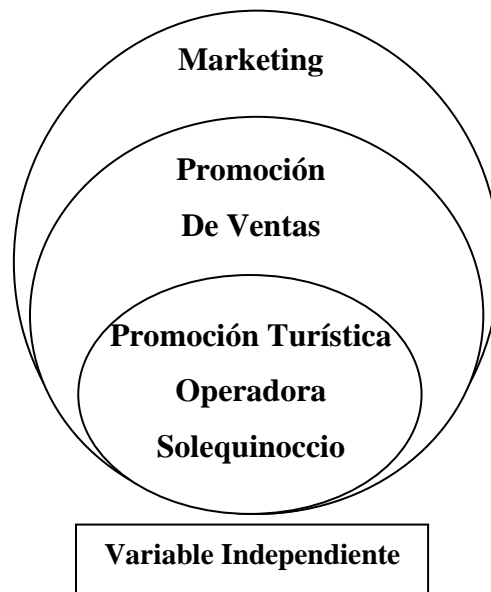 Marketing
Promoción
De Ventas
Promoción Turística
Operadora
Solequinoccio
Variable Independiente